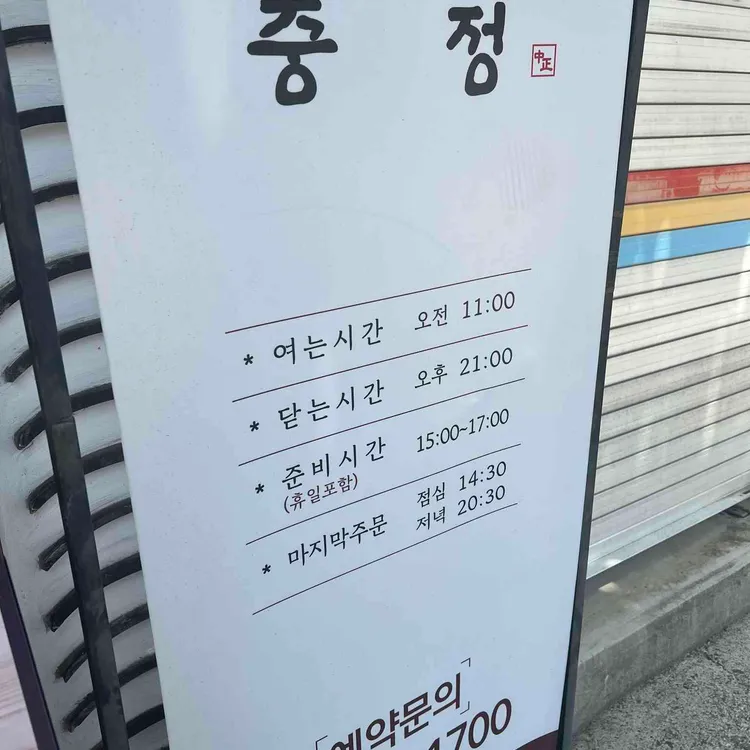 중정
中正
* 여는시간 오전 11:00
* 닫는시간 오후 21:00
* 준비시간 15:00~17:00
(휴일포함)
* 마지막주문 점심 14:30
저녁 20:30
예약문의
1700